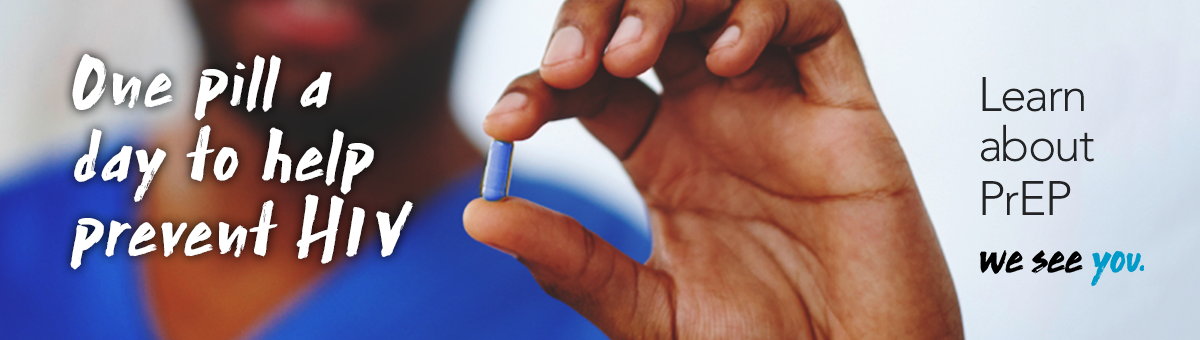 One pill a
day to help
prevent HIV
Learn
about
PrEP
we see you.